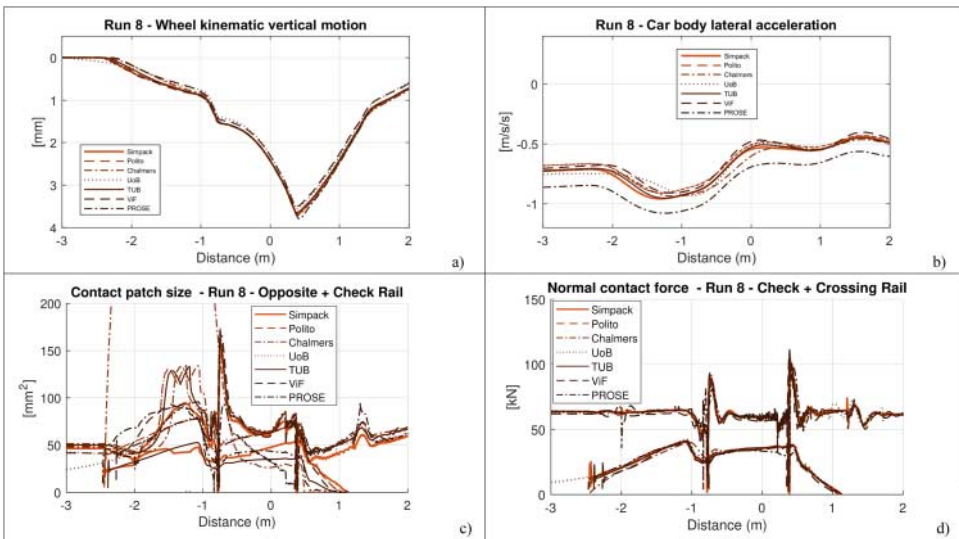 Run 8 - Wheel kinematic vertical motion
0
1
2
3
4
[mm]
Simpack
Polito
Chalmers
UoB
TUB
ViF
PROSE
-3 -2 -1 0 1 2
Distance (m)
a)
Run 8 - Car body lateral acceleration
0
-0.5
-1
[m/s/s]
Simpack
Polito
Chalmers
UoB
TUB
ViF
PROSE
-3 -2 -1 0 1 2
Distance (m)
b)
Contact patch size - Run 8 - Opposite + Check Rail
200
150
100
50
0
[mm²]
Simpack
Polito
Chalmers
UoB
TUB
ViF
PROSE
-3 -2 -1 0 1 2
Distance (m)
c)
Normal contact force - Run 8 - Check + Crossing Rail
150
100
50
0
[kN]
Simpack
Polito
Chalmers
UoB
TUB
ViF
PROSE
-3 -2 -1 0 1 2
Distance (m)
d)